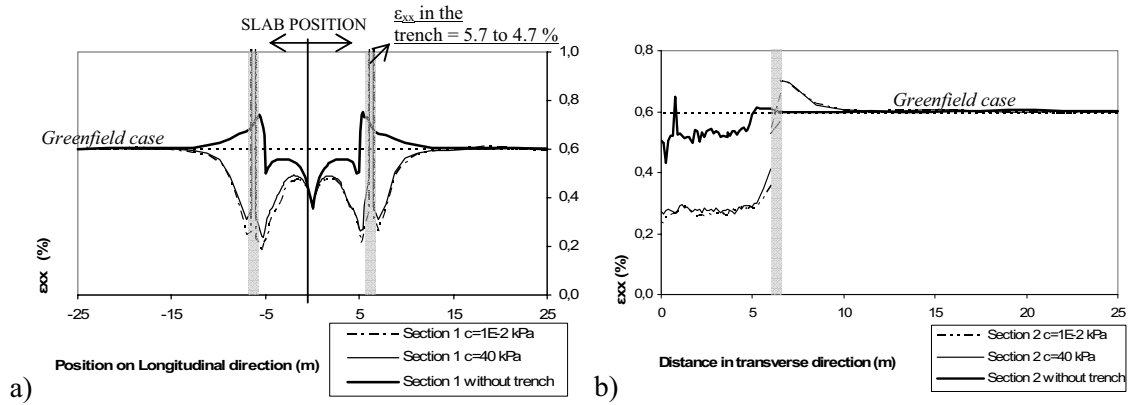 SLAB POSITION
εxx in the
trench = 5.7 to 4.7 %
Greenfield case
1,0
0,8
0,6
0,4
0,2
0,0
εxx (%)
-25
-15
-5
5
15
25
Position on Longitudinal direction (m)
Section 1 c=1E-2 kPa
Section 1 c=40 kPa
Section 1 without trench
a)
0,8
0,6
0,4
0,2
0,0
εxx (%)
Greenfield case
0
5
10
15
20
25
Distance in transverse direction (m)
Section 2 c=1E-2 kPa
Section 2 c=40 kPa
Section 2 without trench
b)